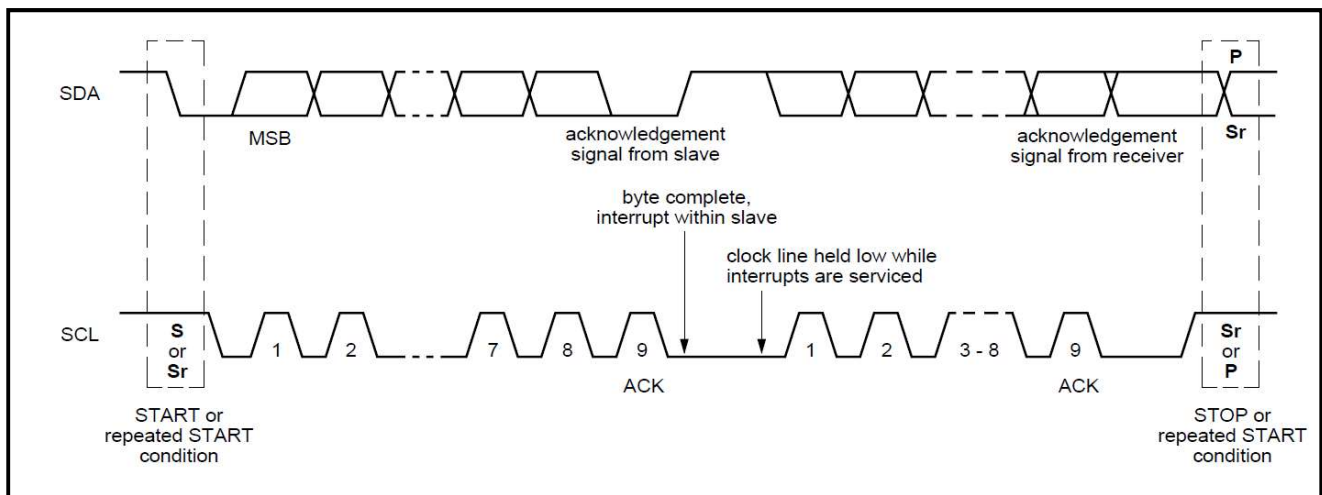 P
SDA
MSB
acknowledgement
signal from slave
acknowledgement
signal from receiver
Sr
byte complete,
interrupt within slave
clock line held low while
interrupts are serviced
SCL
S
or
Sr
1
2
7
8
9
1
2
3 - 8
9
Sr
or
P
ACK
ACK
START or
repeated START
condition
STOP or
repeated START
condition